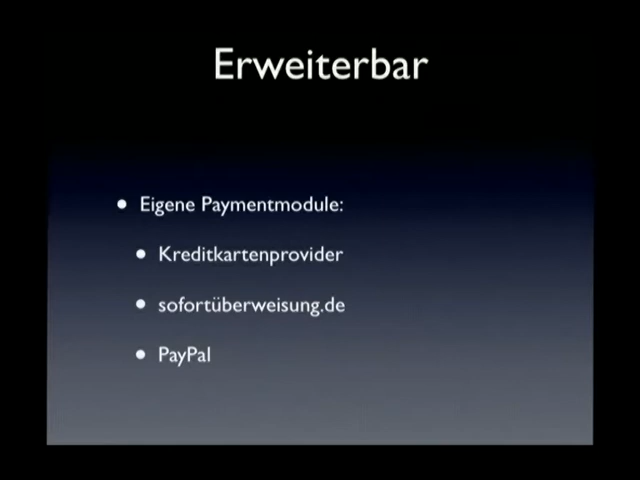 Erweiterbar
• Eigene Paymentmodule:
• Kreditkartenprovider
• sofortüberweisung.de
• PayPal